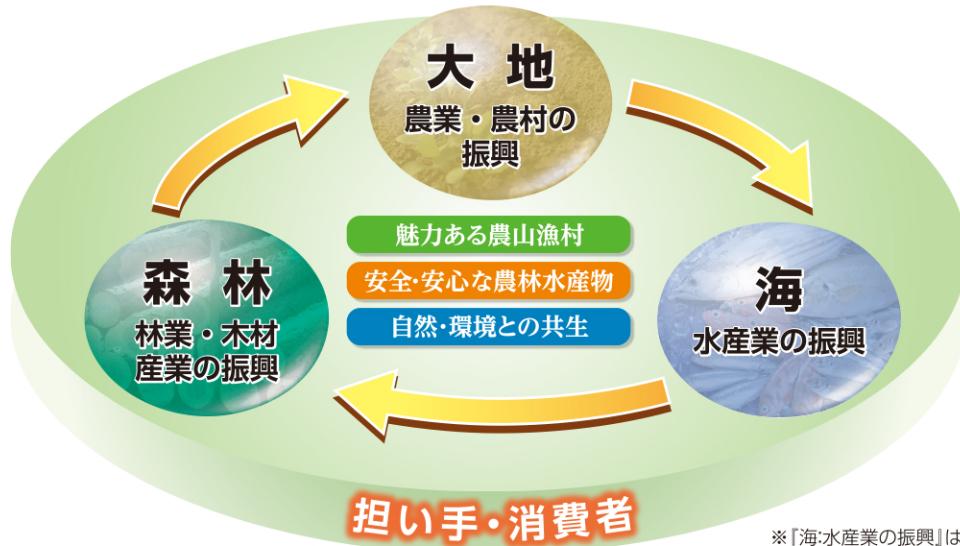 大地
農業・農村の
振興
森林
林業・木材
産業の振興
魅力ある農山漁村
安全・安心な農林水産物
自然・環境との共生
海
水産業の振興
担い手・消費者
※『海:水産業の振興』は